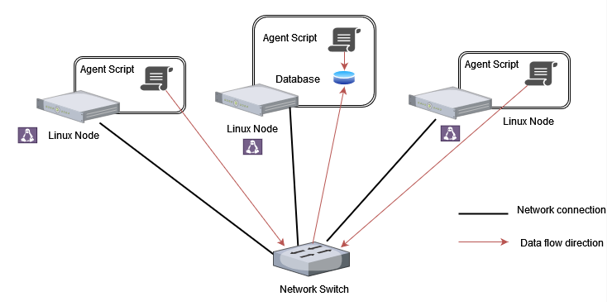 Agent Script
Linux Node
Agent Script
Database
Linux Node
Agent Script
Linux Node
Network connection
Data flow direction
Network Switch